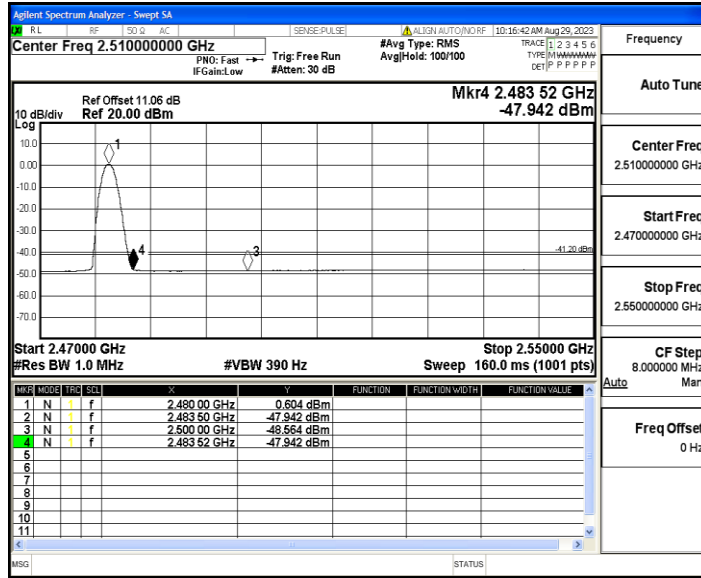 Agilent Spectrum Analyzer - Swept SA
RL RF 50 Ω AC SENSE:PULSE ALIGN AUTO/NO RF 10:16:42 AM Aug 29, 2023
Center Freq 2.510000000 GHz
PNO: Fast
IFGain:Low
Trig: Free Run
#Atten: 30 dB
#Avg Type: RMS
Avg|Hold: 100/100
TRACE 1 2 3 4 5 6
TYPE
DET P P P P P P
Ref Offset 11.06 dB
10 dB/div Ref 20.00 dBm
Log
Mkr4 2.483 52 GHz
-47.942 dBm
10.0
0.00
-10.0
-20.0
-30.0
-40.0
-50.0
-60.0
-70.0
1
4
3
-41.20 dBm
Start 2.47000 GHz Stop 2.55000 GHz
#Res BW 1.0 MHz #VBW 390 Hz Sweep 160.0 ms (1001 pts)
MKR MODE TRC SCL X Y FUNCTION FUNCTION WIDTH FUNCTION VALUE
1 N 1 f 2.480 00 GHz 0.604 dBm
2 N 1 f 2.483 50 GHz -47.942 dBm
3 N 1 f 2.500 00 GHz -48.564 dBm
4 N 1 f 2.483 52 GHz -47.942 dBm
5
6
7
8
9
10
11
MSG STATUS
Frequency
Auto Tune
Center Freq
2.510000000 GHz
Start Freq
2.470000000 GHz
Stop Freq
2.550000000 GHz
CF Step
8.000000 MHz
Auto Man
Freq Offset
0 Hz